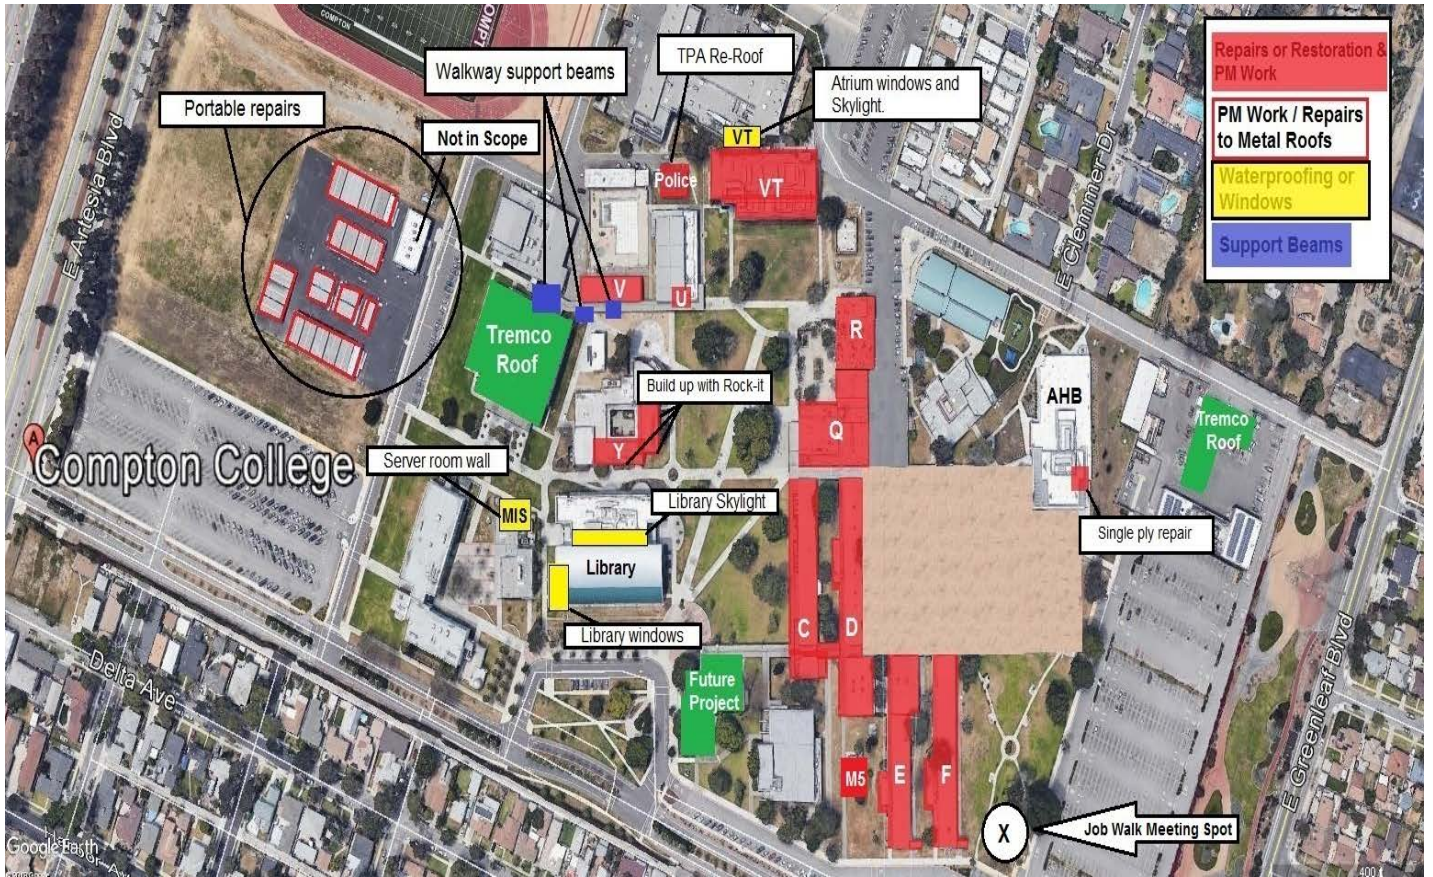 COMPTON
COMPT
TPA Re-Roof
Walkway support beams
Atrium windows and
Skylight.
Repairs or Restoration &
PM Work
PM Work / Repairs
to Metal Roofs
Waterproofing or
Windows
Support Beams
Portable repairs
Not in Scope
VT
Police
VT
E Artesia Blvd
E Clemmer Dr
V
U
R
Tremco
Roof
Build up with Rock-it
AHB
Tremco
Roof
Q
Y
A
Compton College
Server room wall
MIS
Library Skylight
Single ply repair
Library
C
D
Library windows
Delta Ave
Future
Project
E Greenleaf Blvd
M5
E
F
X
Job Walk Meeting Spot
Google Earth